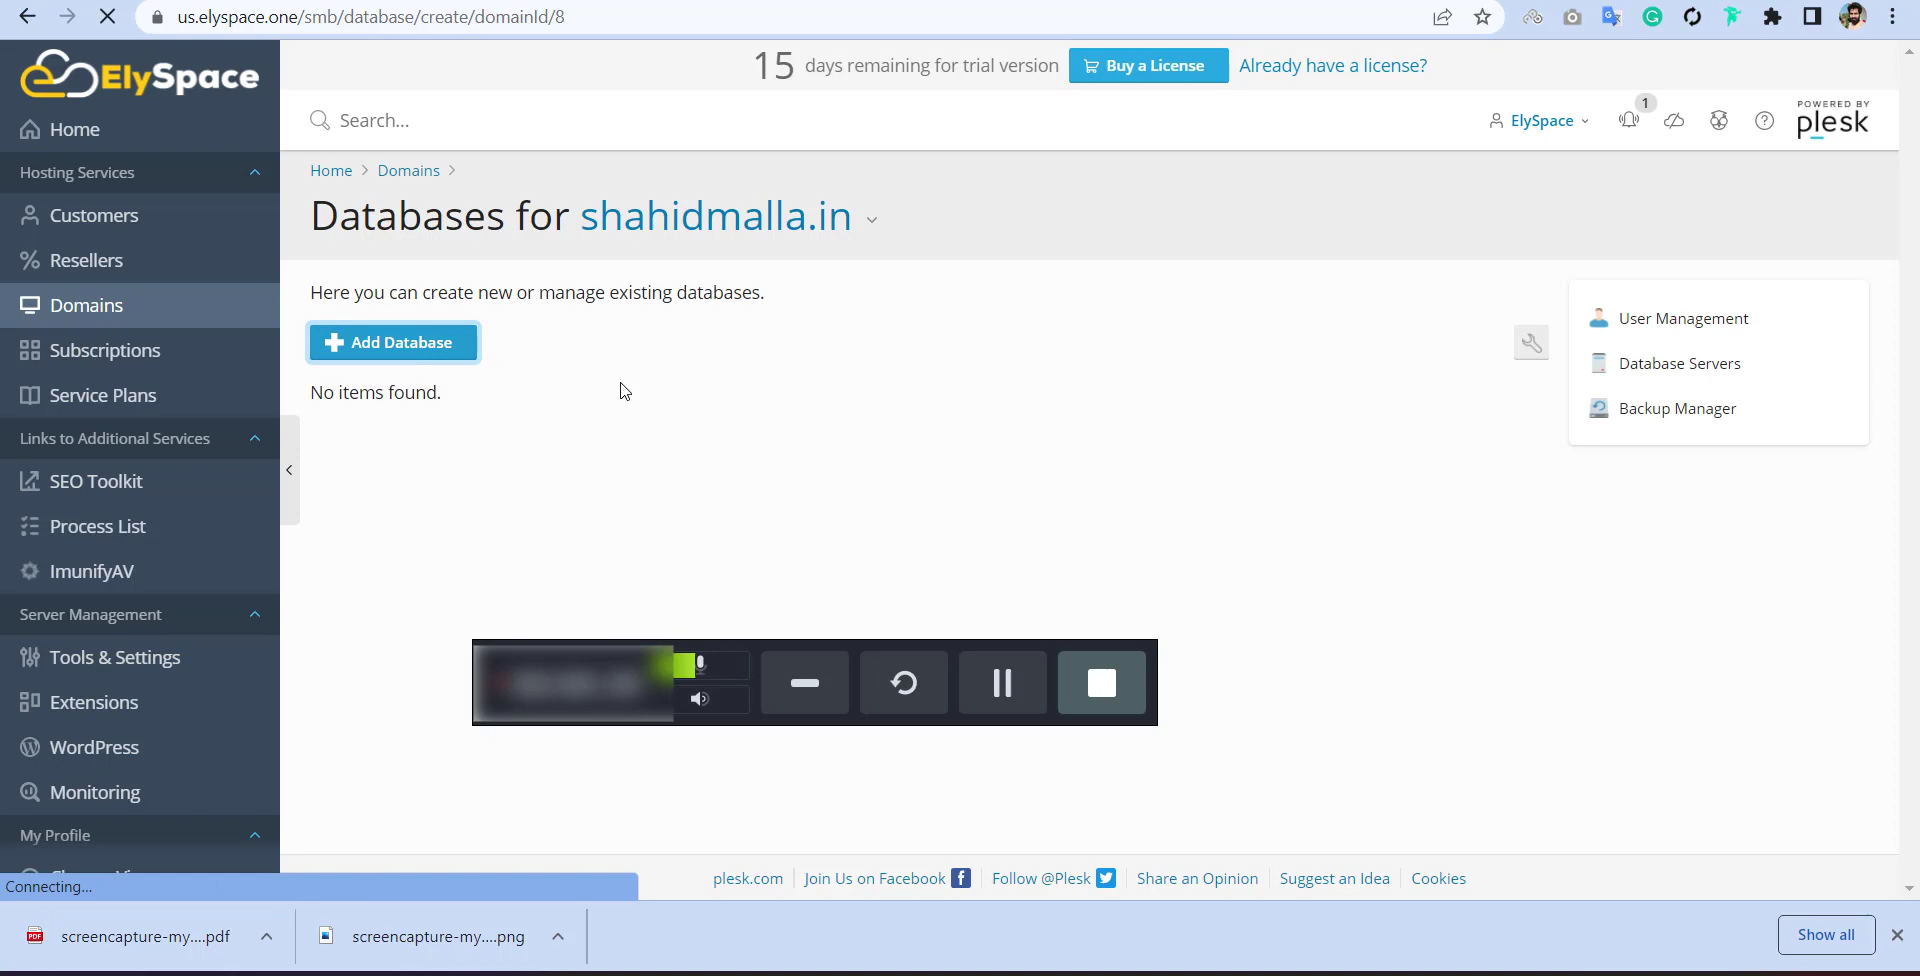 us.elyspace.one/smb/database/create/domainId/8
ElySpace
15 days remaining for trial version Buy a License Already have a license?
Home
Search...
ElySpace
1
POWERED BY
plesk
Hosting Services
Home > Domains >
Customers
Databases for shahidmalla.in
Resellers
Domains
Here you can create new or manage existing databases.
User Management
Subscriptions
Add Database
Database Servers
Service Plans
No items found.
Backup Manager
Links to Additional Services
SEO Toolkit
Process List
ImunifyAV
Server Management
Tools & Settings
Extensions
WordPress
Monitoring
My Profile
Connecting...
plesk.com
Join Us on Facebook
Follow @Plesk
Share an Opinion
Suggest an Idea
Cookies
PDF
screencapture-my....pdf
screencapture-my....png
Show all